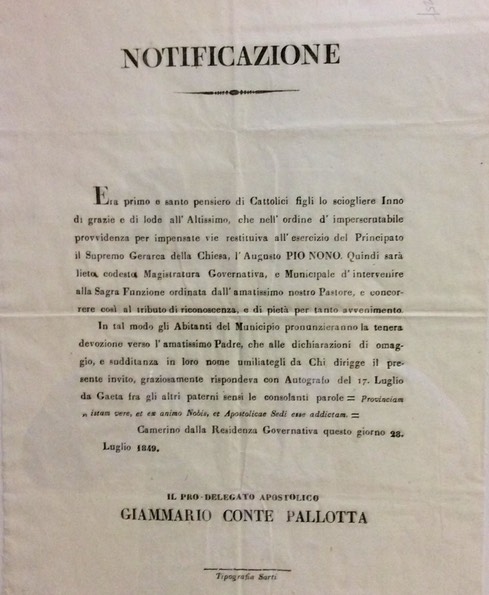 NOTIFICAZIONE
Era primo e santo pensiero di Cattolici figli lo sciogliere Inno
di grazie e di lode all' Altissimo, che nell' ordine d' imperscrutabile
provvidenza per impensate vie restituiva all' esercizio del Principato
il Supremo Gerarca della Chiesa, l' Augusto PIO NONO. Quindi sarà
lieta codesta Magistratura Governativa, e Municipale d' intervenire
alla Sagra Funzione ordinata dall' amatissimo nostro Pastore, e concor-
rere così al tributo di riconoscenza, e di pietà per tanto avvenimento.
In tal modo gli Abitanti del Municipio pronunzieranno la tenera
devozione verso l' amatissimo Padre, che alle dichiarazioni di omag-
gio, e sudditanza in loro nome umiliategli da Chi dirigge il pre-
sente invito, graziosamente rispondeva con Autografo del 17. Luglio
da Gaeta fra gli altri paterni sensi le consolanti parole = Provinciam
istam vere, et ex animo Nobis, et Apostolicae Sedi esse addictam. =
Camerino dalla Residenza Governativa questo giorno 28.
Luglio 1849.
IL PRO-DELEGATO APOSTOLICO
GIAMMARIO CONTE PALLOTTA
Tipografia Sarti